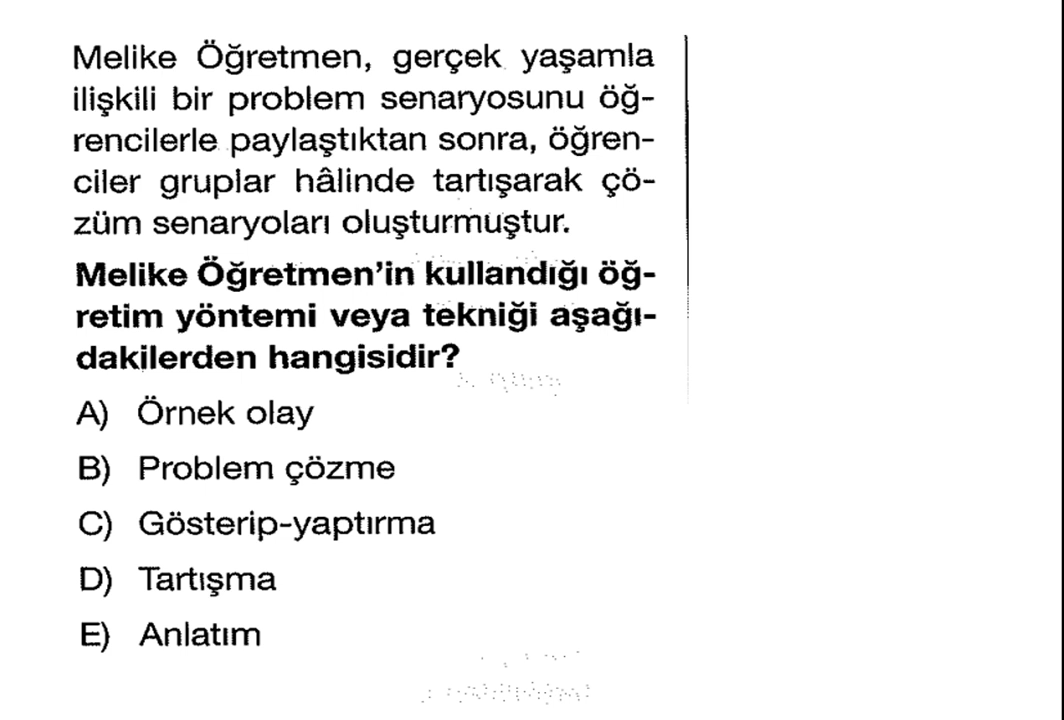 Melike Öğretmen, gerçek yaşamla
ilişkili bir problem senaryosunu öğ-
rencilerle paylaştıktan sonra, öğren-
ciler gruplar hâlinde tartışarak çö-
züm senaryoları oluşturmuştur.
Melike Öğretmen'in kullandığı öğ-
retim yöntemi veya tekniği aşağı-
dakilerden hangisidir?
A) Örnek olay
B) Problem çözme
C) Gösterip-yaptırma
D) Tartışma
E) Anlatım